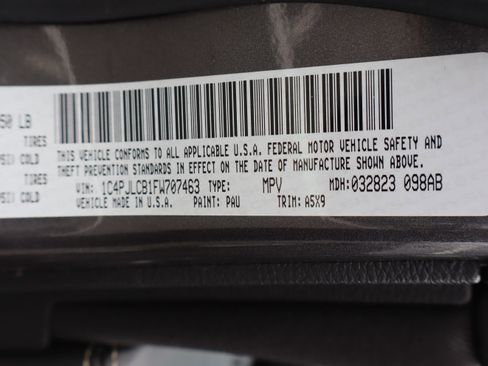 50 LB
TIRES
PSI) COLD
TIRES
PSI) COLD
THIS VEHICLE CONFORMS TO ALL APPLICABLE U.S.A. FEDERAL MOTOR VEHICLE SAFETY AND
THEFT PREVENTION STANDARDS IN EFFECT ON THE DATE OF MANUFACTURE SHOWN ABOVE.
VIN: 1C4PJLCB1FW707463 TYPE: MPV MDH: 032823 098AB
VEHICLE MADE IN U.S.A. PAINT: PAU TRIM: A5X9